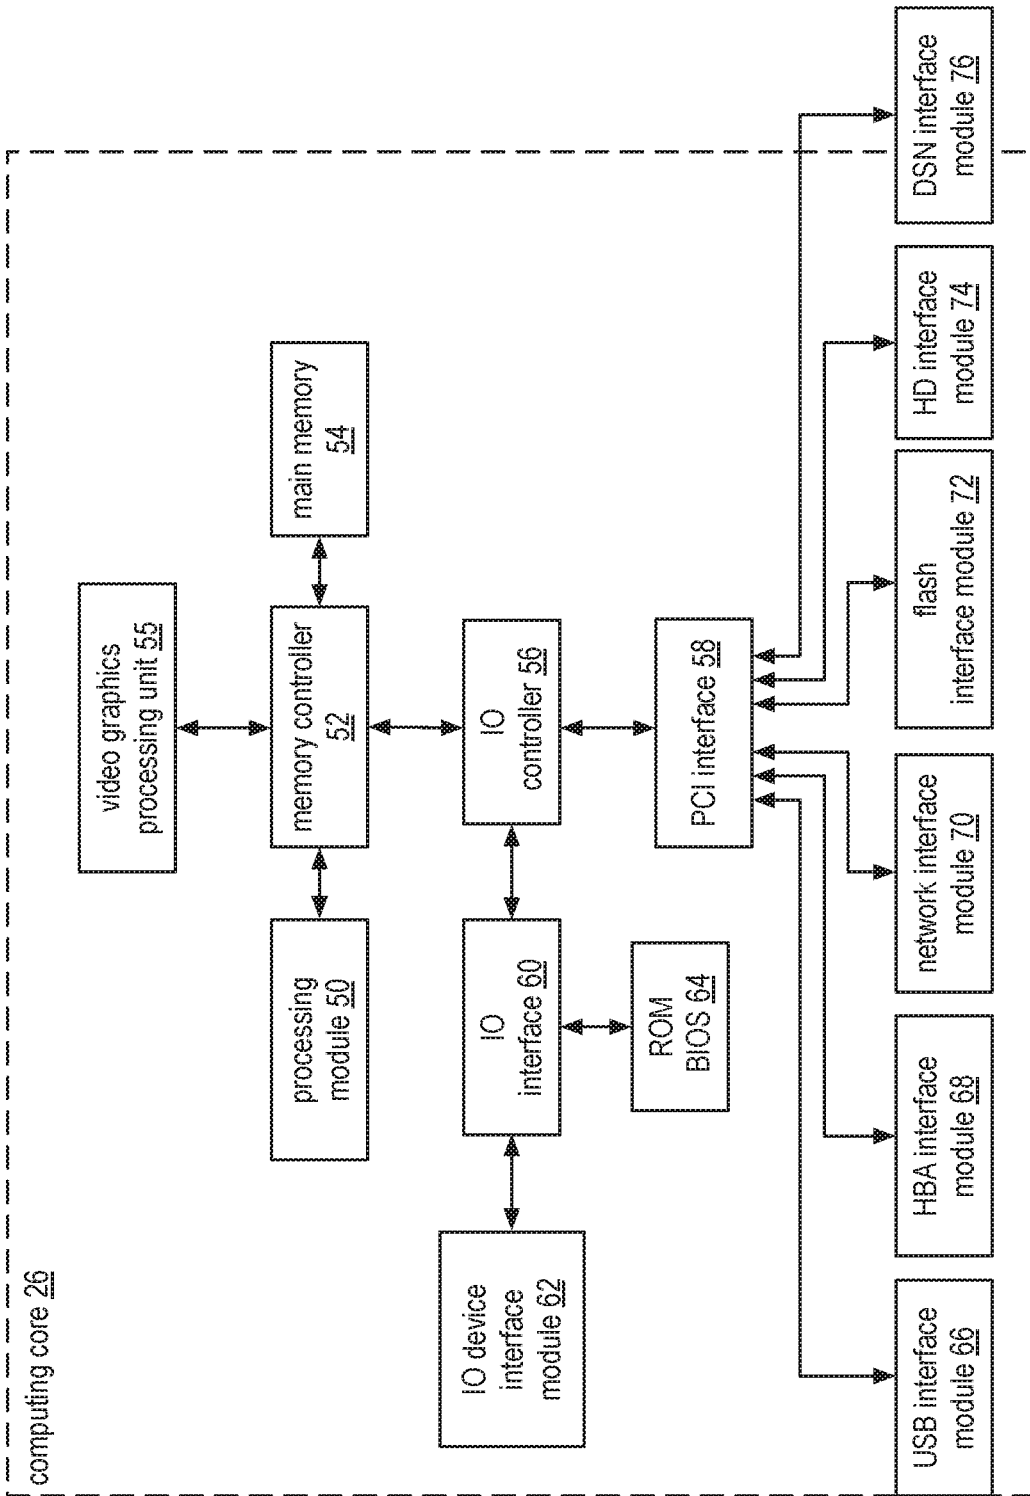 computing core 26
video graphics
processing unit 55
processing
module 50
memory controller
52
main memory
54
IO device
interface
module 62
IO
interface 60
IO
controller 56
ROM
BIOS 64
PCI interface 58
USB interface
module 66
HBA interface
module 68
network interface
module 70
flash
interface module 72
HD interface
module 74
DSN interface
module 76